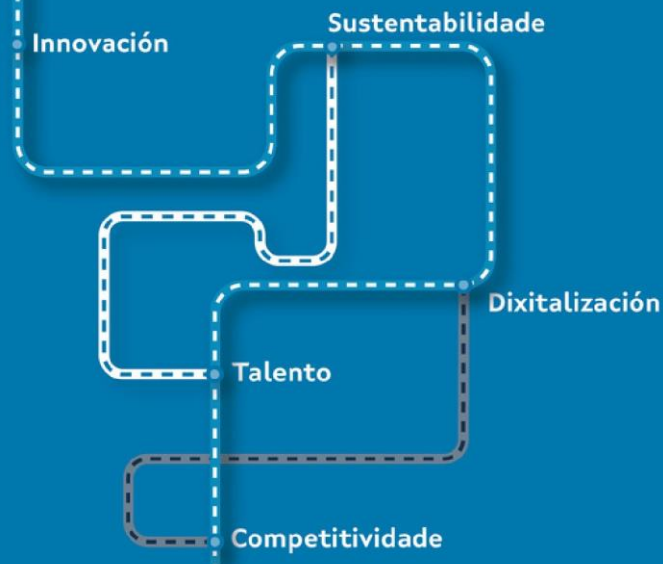 Sustentabilidade
Innovación
Dixitalización
Talento
Competitividade